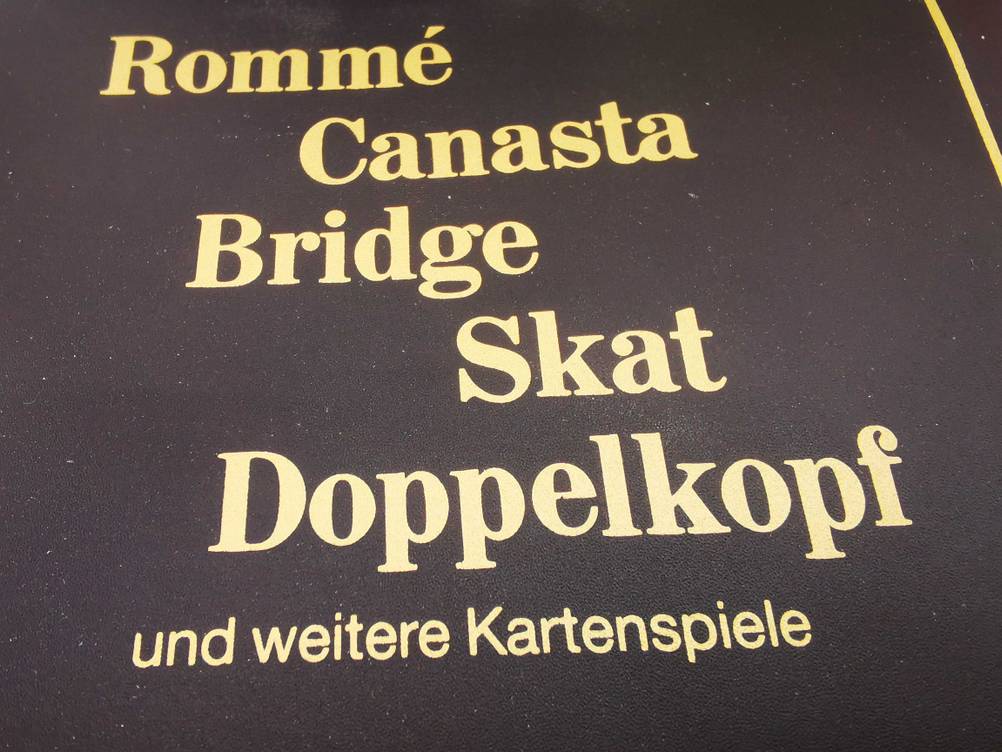 Rommé
Canasta
Bridge
Skat
Doppelkopf
und weitere Kartenspiele